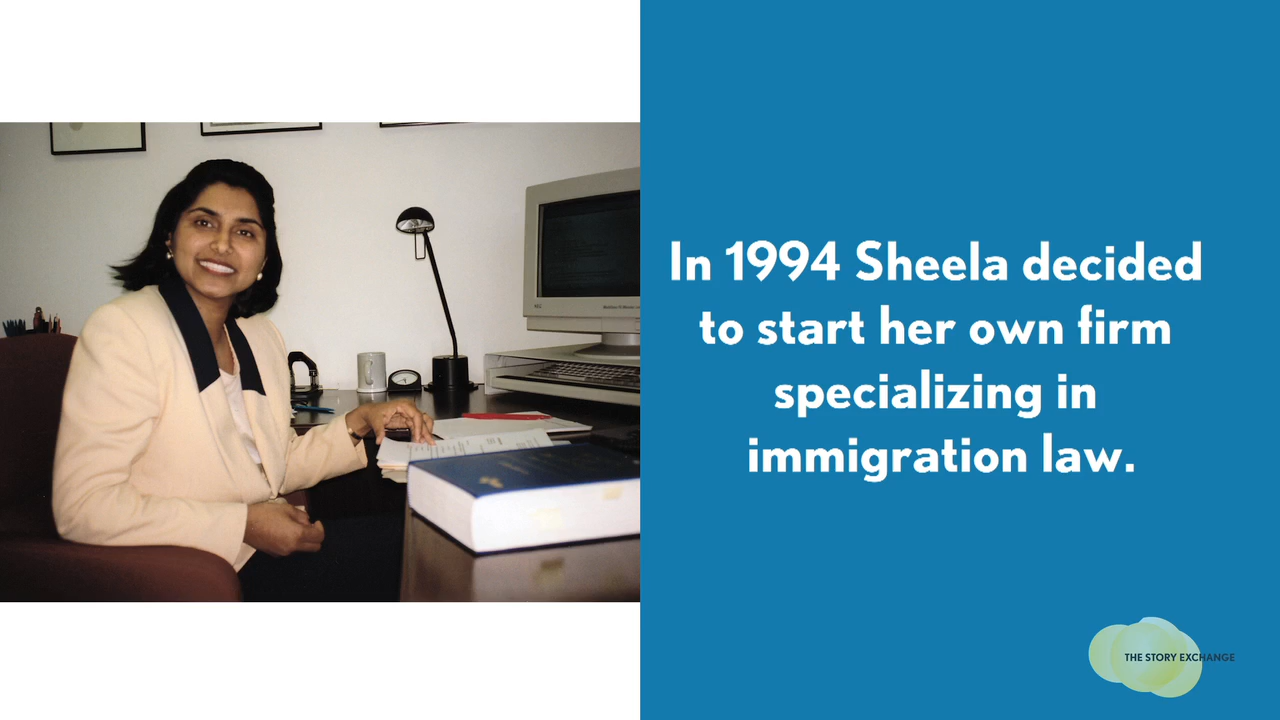 In 1994 Sheela decided
to start her own firm
specializing in
immigration law.
THE STORY EXCHANGE